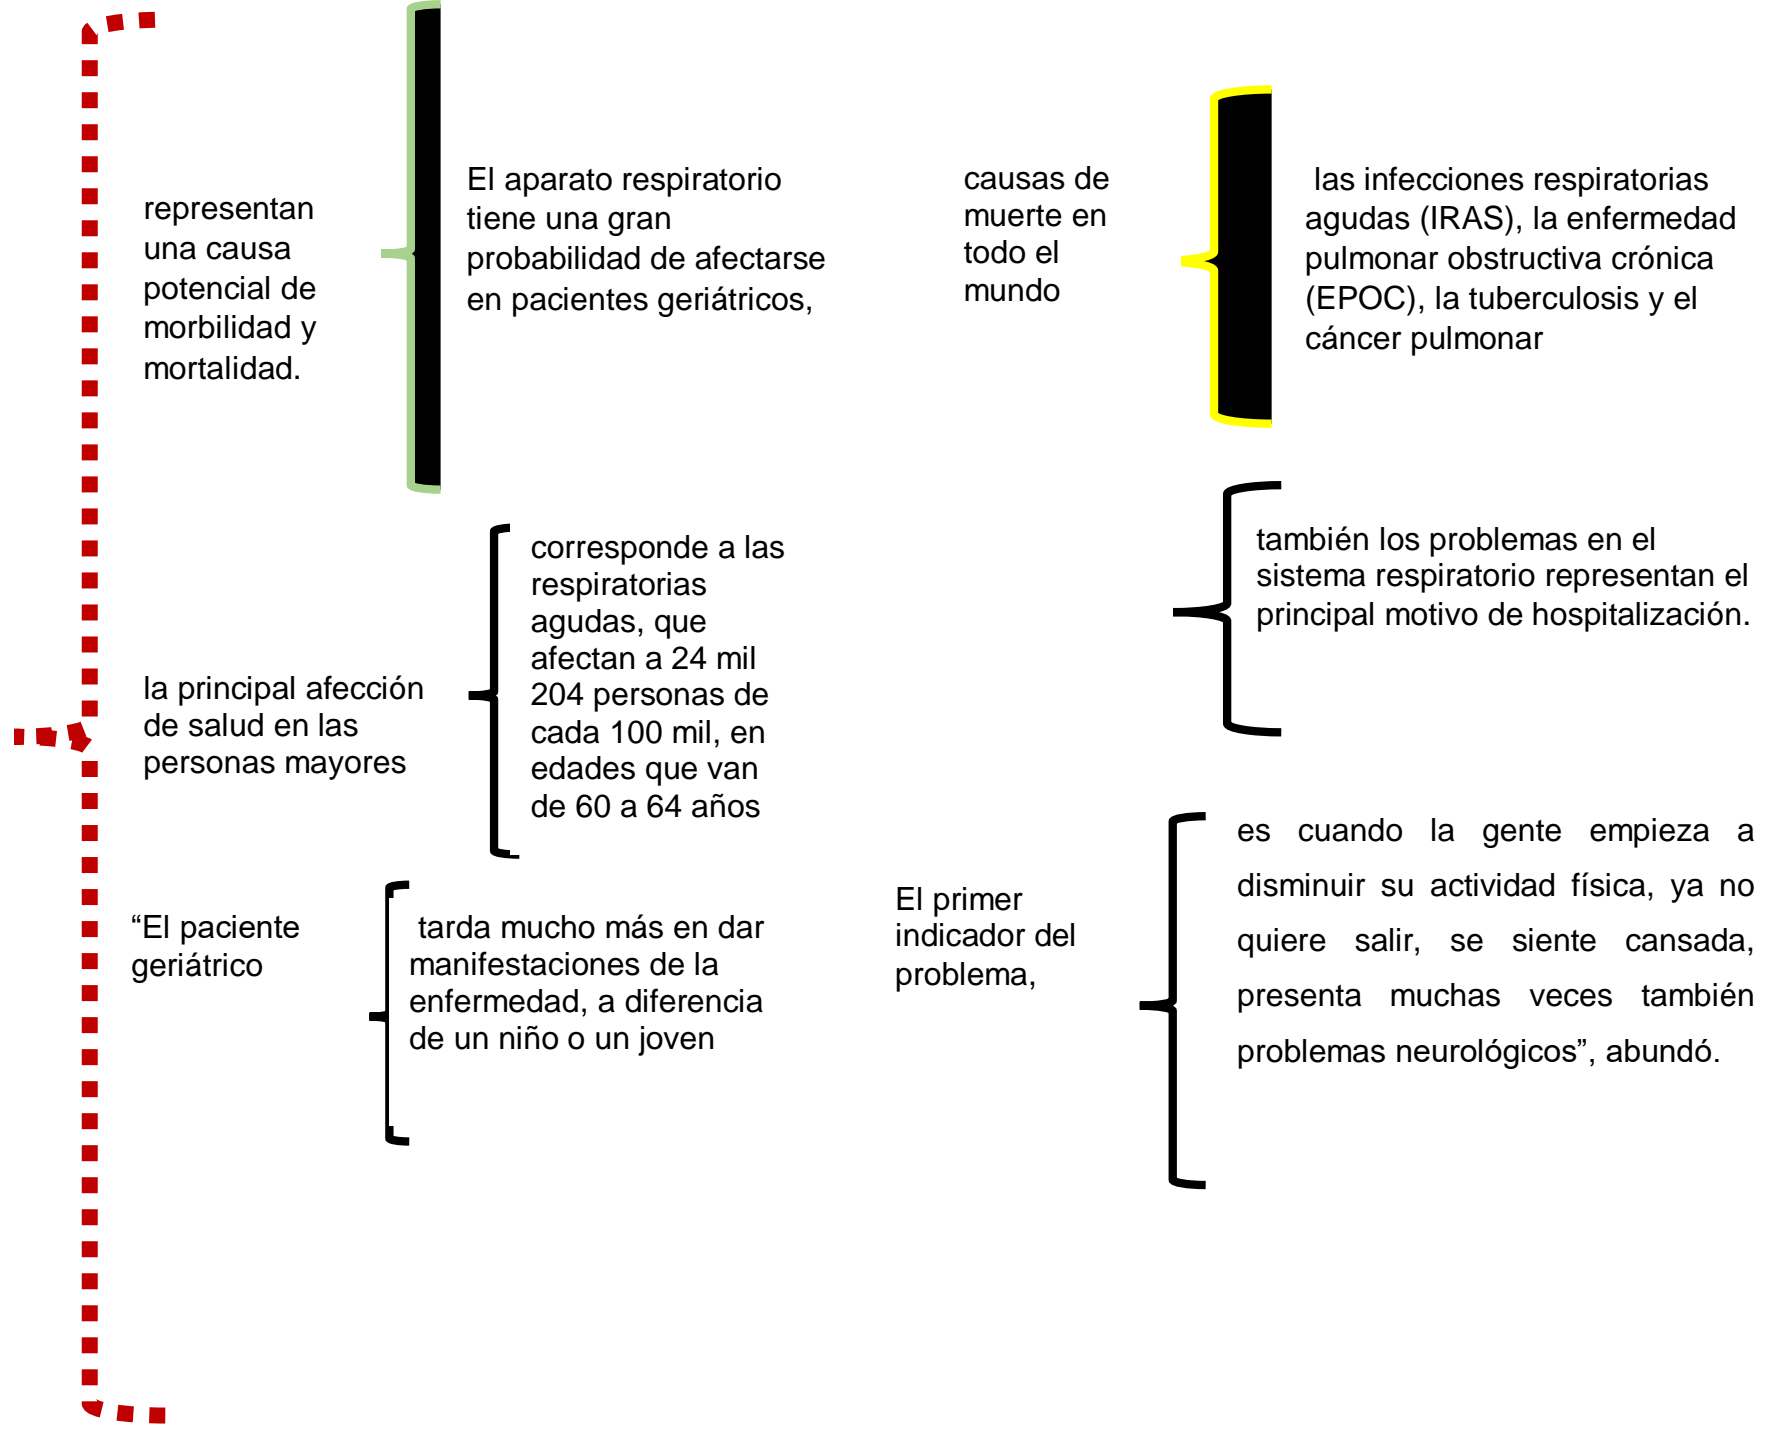 representan
una causa
potencial de
morbilidad y
mortalidad.
El aparato respiratorio
tiene una gran
probabilidad de afectarse
en pacientes geriátricos,
causas de
muerte en
todo el
mundo
las infecciones respiratorias
agudas (IRAS), la enfermedad
pulmonar obstructiva crónica
(EPOC), la tuberculosis y el
cáncer pulmonar
la principal afección
de salud en las
personas mayores
corresponde a las
respiratorias
agudas, que
afectan a 24 mil
204 personas de
cada 100 mil, en
edades que van
de 60 a 64 años
también los problemas en el
sistema respiratorio representan el
principal motivo de hospitalización.
“El paciente
geriátrico
tarda mucho más en dar
manifestaciones de la
enfermedad, a diferencia
de un niño o un joven
El primer
indicador del
problema,
es cuando la gente empieza a
disminuir su actividad física, ya no
quiere salir, se siente cansada,
presenta muchas veces también
problemas neurológicos”, abundó.